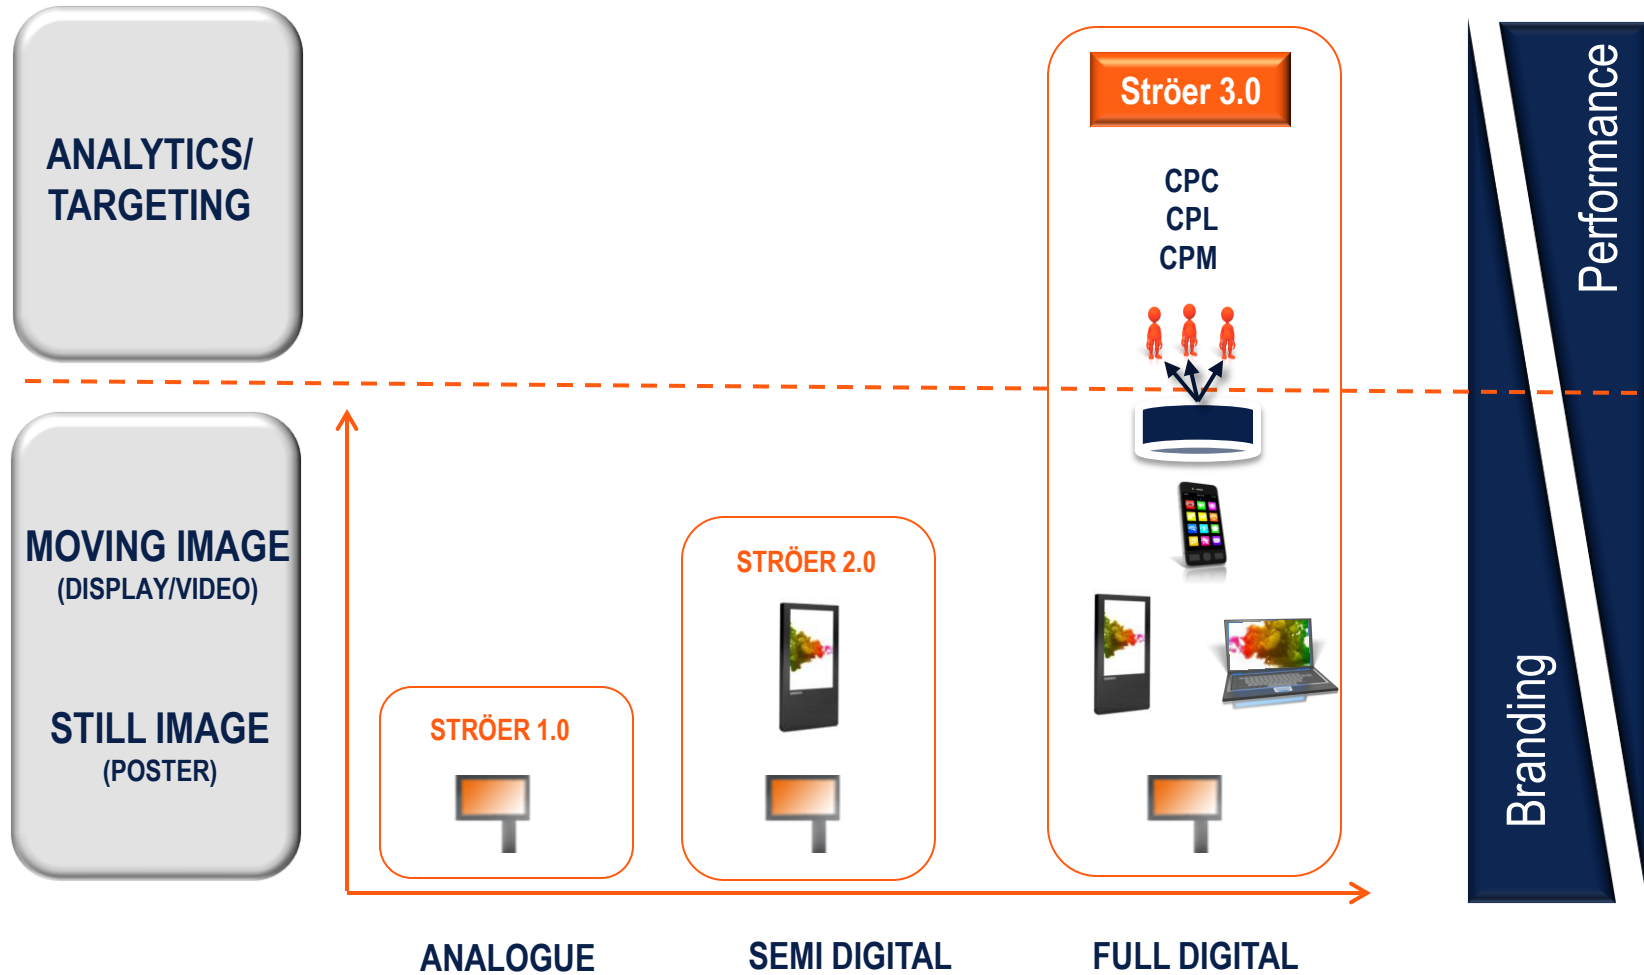 ANALYTICS/
TARGETING
Ströer 3.0
CPC
CPL
CPM
Performance
MOVING IMAGE
(DISPLAY/VIDEO)
STILL IMAGE
(POSTER)
STRÖER 1.0
STRÖER 2.0
Branding
ANALOGUE
SEMI DIGITAL
FULL DIGITAL